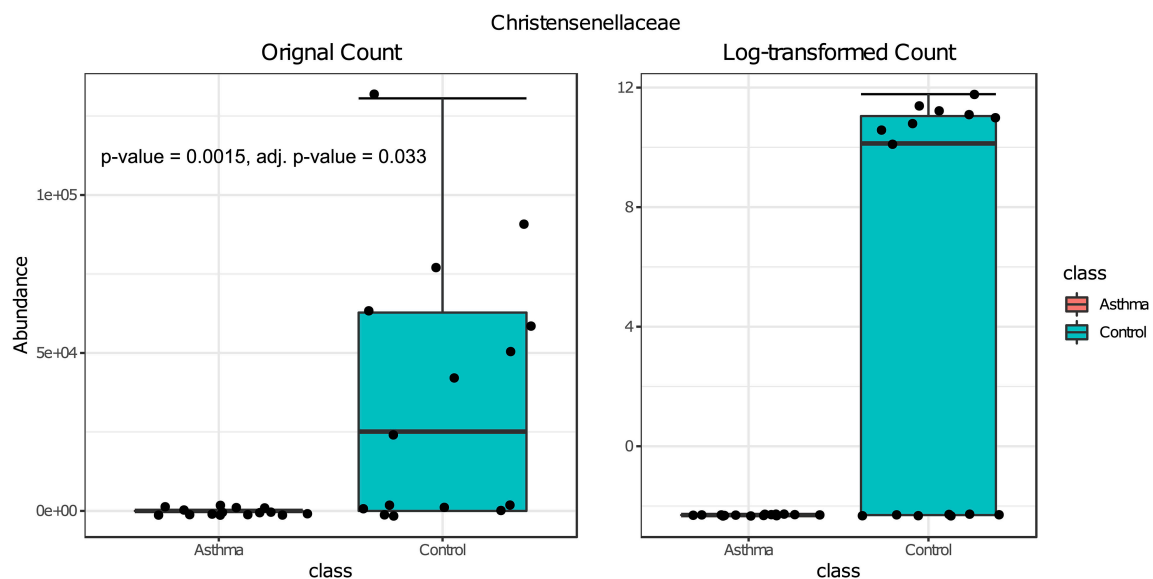 Christensenellaceae
Orignal Count
Log-transformed Count
p-value = 0.0015, adj. p-value = 0.033
Abundance
1e+05
5e+04
0e+00
Asthma
Control
class
12
8
4
0
Asthma
Control
class
class
Asthma
Control